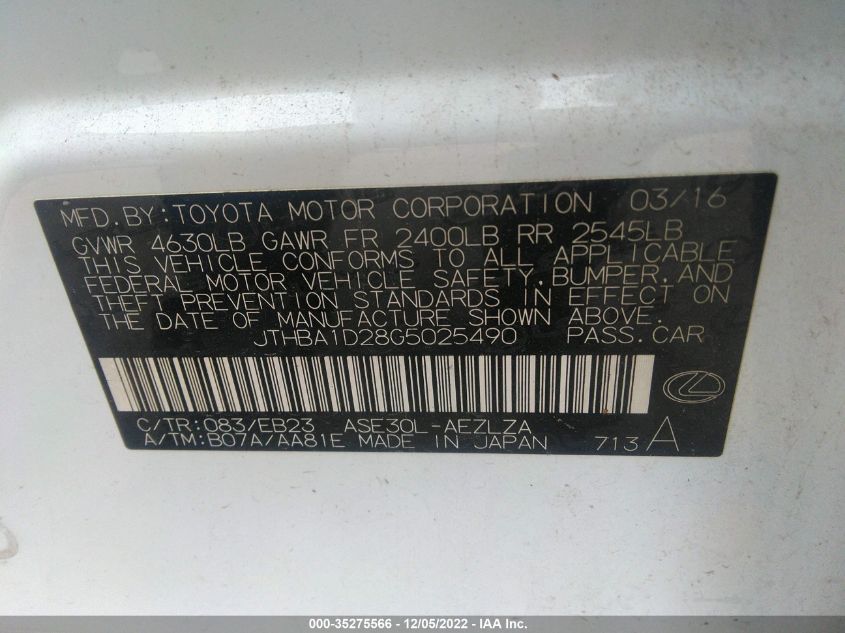 MFD.BY:TOYOTA MOTOR CORPORATION 03/16
GVWR 4630LB GAWR FR 2400LB RR 2545LB
THIS VEHICLE CONFORMS TO ALL APPLICABLE
FEDERAL MOTOR VEHICLE SAFETY,BUMPER,AND
THEFT PREVENTION STANDARDS IN EFFECT ON
THE DATE OF MANUFACTURE SHOWN ABOVE.
JTHBA1D28G5025490 PASS.CAR
C/TR:083/EB23 ASE30L-AEZLZA
A/TM:B07A/AA81E MADE IN JAPAN 713 A
000-35275566 - 12/05/2022 - IAA Inc.